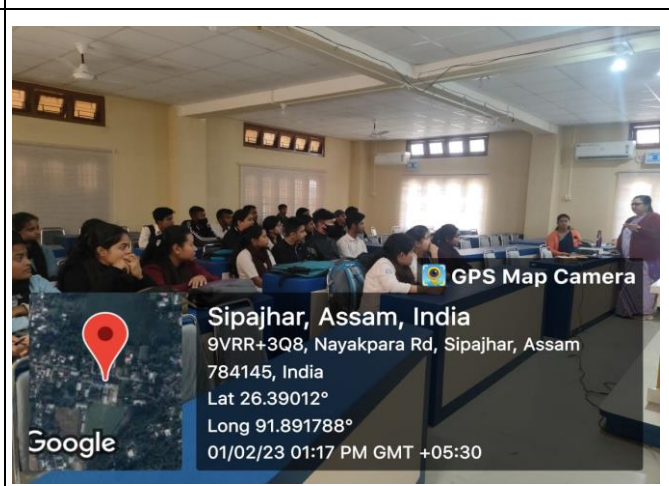 GPS Map Camera
Sipajhar, Assam, India
9VRR+3Q8, Nayakpara Rd, Sipajhar, Assam
784145, India
Lat 26.39012°
Long 91.891788°
01/02/23 01:17 PM GMT +05:30
Google